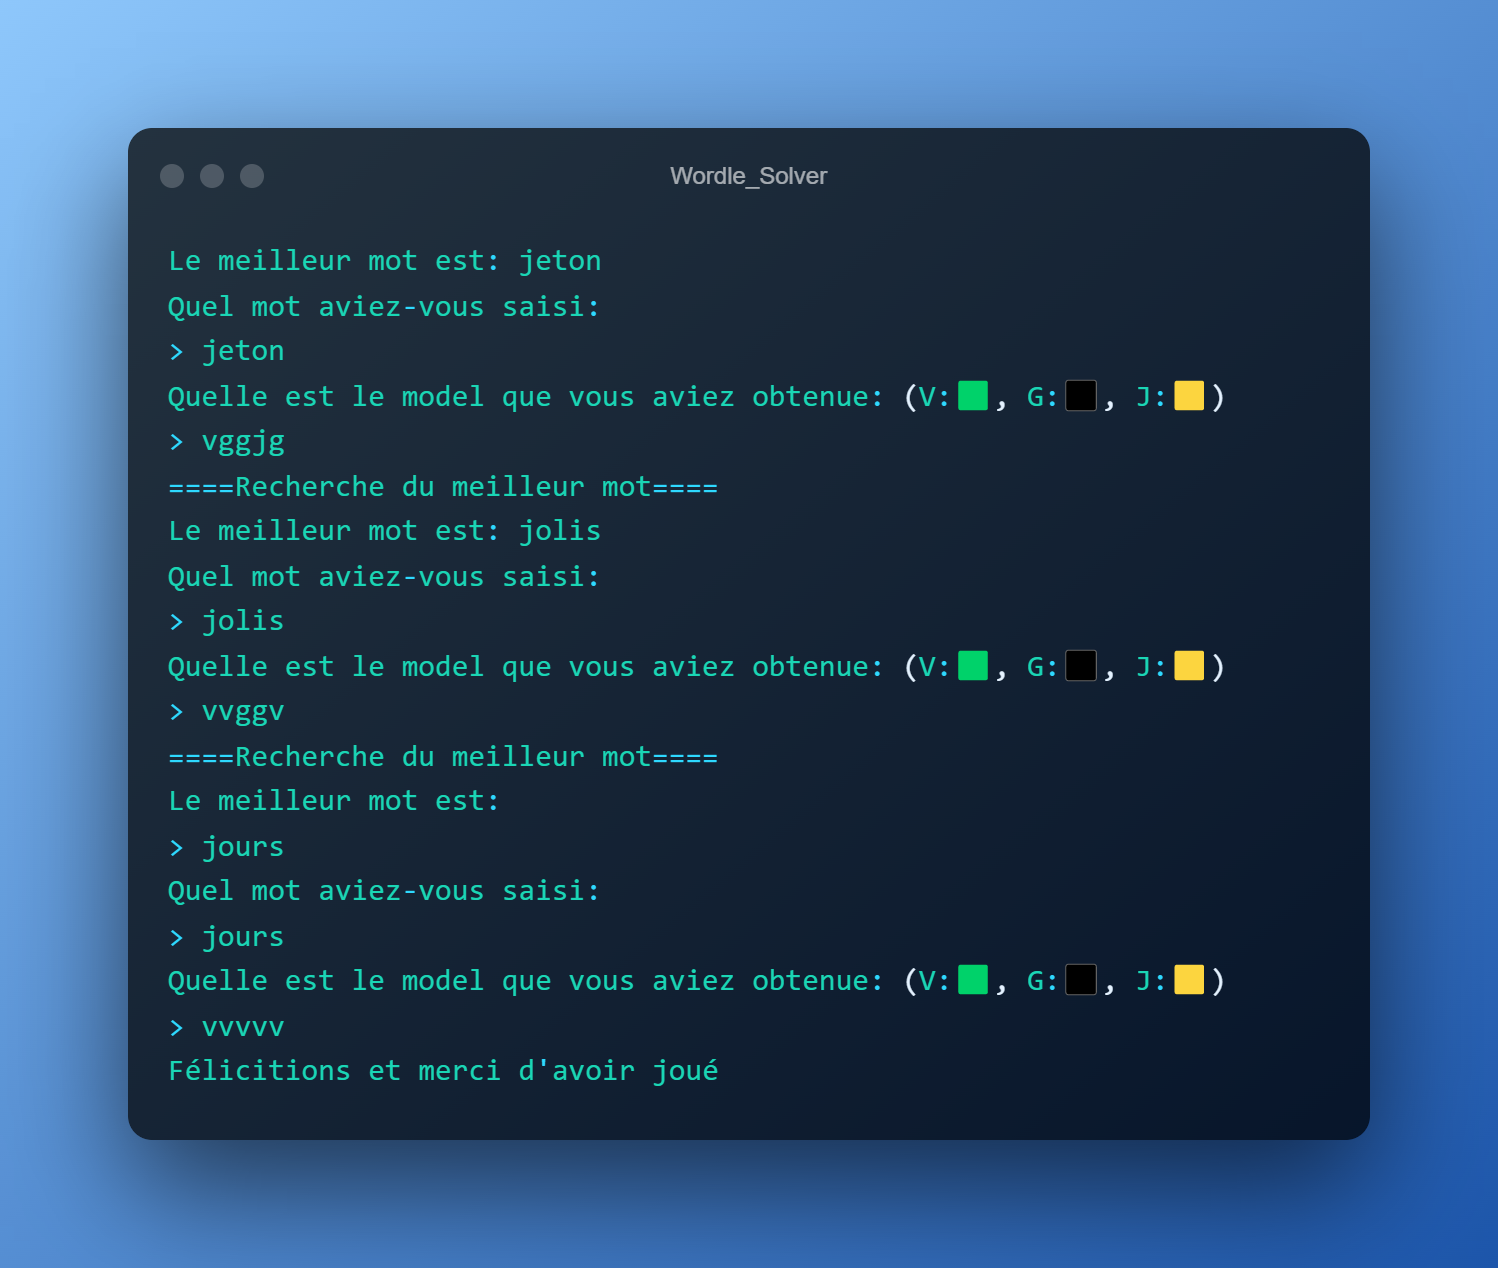 Wordle_Solver
Le meilleur mot est: jeton
Quel mot aviez-vous saisi:
> jeton
Quelle est le model que vous aviez obtenue: (V:🟩, G:⬛, J:🟨)
> vggjg
====Recherche du meilleur mot====
Le meilleur mot est: jolis
Quel mot aviez-vous saisi:
> jolis
Quelle est le model que vous aviez obtenue: (V:🟩, G:⬛, J:🟨)
> vvggv
====Recherche du meilleur mot====
Le meilleur mot est:
> jours
Quel mot aviez-vous saisi:
> jours
Quelle est le model que vous aviez obtenue: (V:🟩, G:⬛, J:🟨)
> vvvvv
Félicitions et merci d'avoir joué